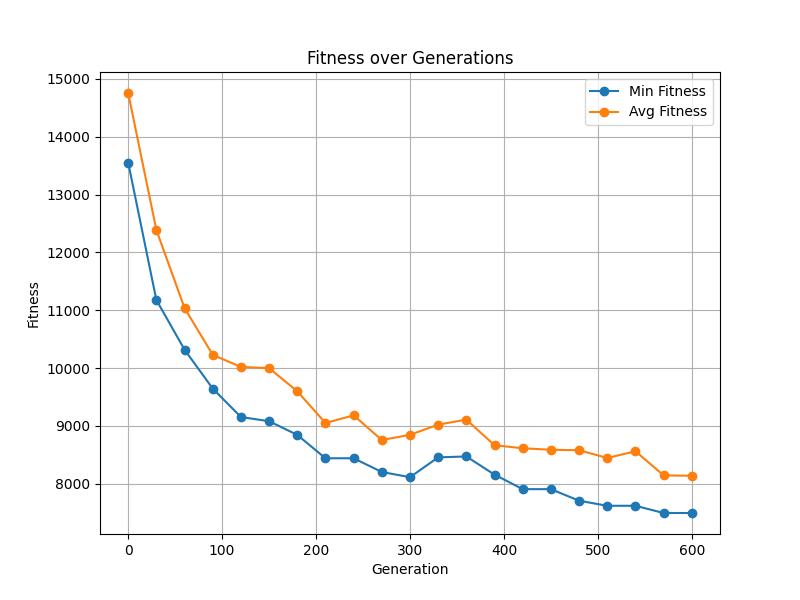 Fitness over Generations
15000
14000
13000
12000
11000
10000
9000
8000
Fitness
Min Fitness
Avg Fitness
0 100 200 300 400 500 600
Generation